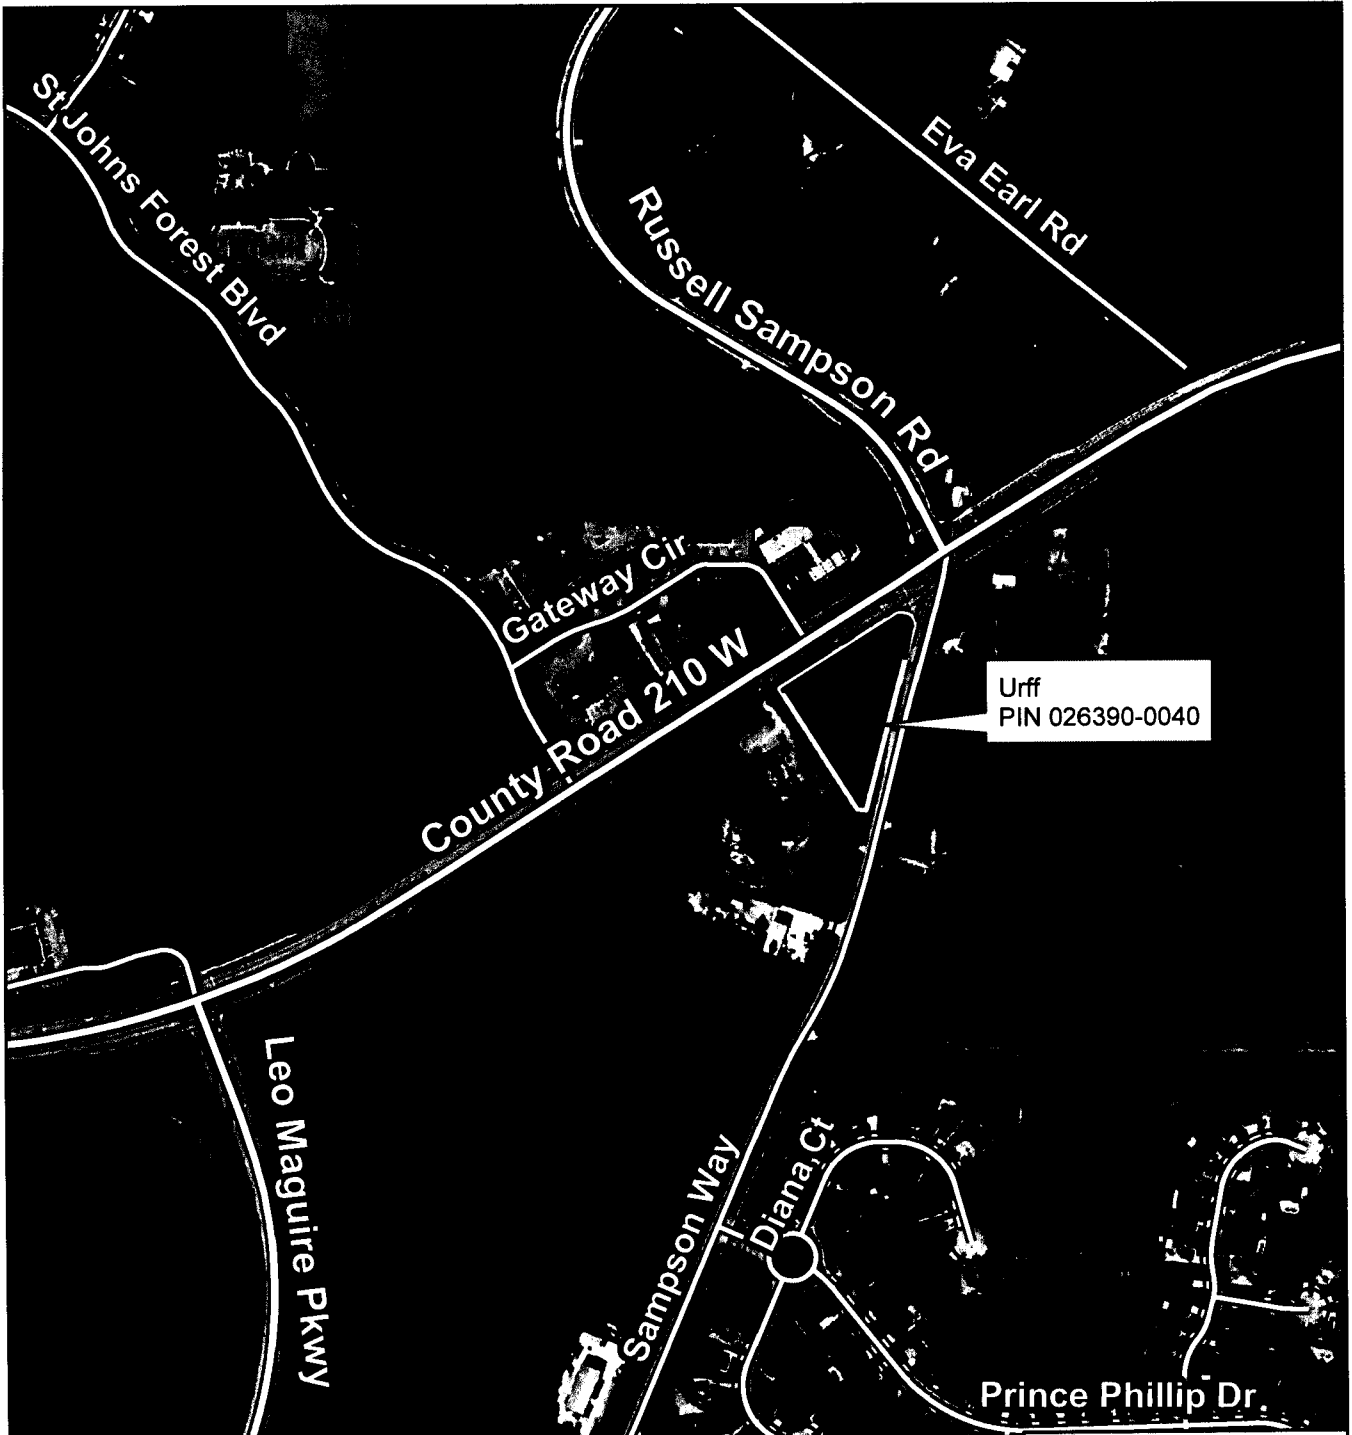 St Johns Forest Blvd
Eva Earl Rd
Russell Sampson Rd
Gateway Cir
County Road 210 W
Urff
PIN 026390-0040
Leo Maguire Pkwy
Sampson Way
Diana Ct
Prince Phillip Dr